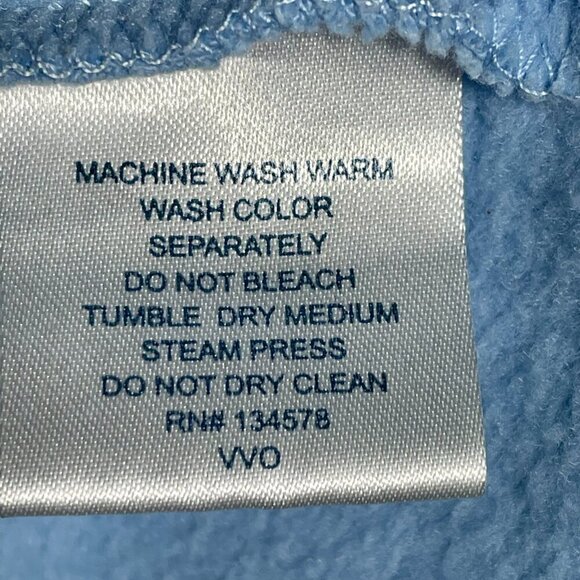 MACHINE WASH WARM
WASH COLOR
SEPARATELY
DO NOT BLEACH
TUMBLE DRY MEDIUM
STEAM PRESS
DO NOT DRY CLEAN
RN# 134578
VVO